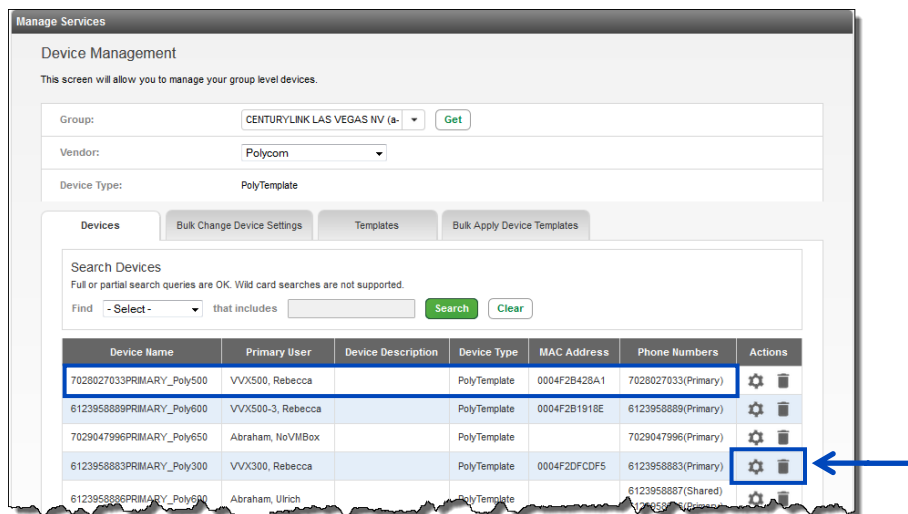 Manage Services
Device Management
This screen will allow you to manage your group level devices.
Group: CENTURYLINK LAS VEGAS NV (a- Get
Vendor: Polycom
Device Type: PolyTemplate
Devices Bulk Change Device Settings Templates Bulk Apply Device Templates
Search Devices
Full or partial search queries are OK. Wild card searches are not supported.
Find - Select - that includes Search Clear
Device Name Primary User Device Description Device Type MAC Address Phone Numbers Actions
7028027033PRIMARY_Poly500 VVX500, Rebecca PolyTemplate 0004F2B428A1 7028027033(Primary)
6123958889PRIMARY_Poly600 VVX500-3, Rebecca PolyTemplate 0004F2B1918E 6123958889(Primary)
7029047996PRIMARY_Poly650 Abraham, NoVMBox PolyTemplate 7029047996(Primary)
6123958883PRIMARY_Poly300 VVX300, Rebecca PolyTemplate 0004F2DFCDF5 6123958883(Primary)
6123958887(Shared)
6123958886PRIMARY_Poly600 Abraham, Ulrich PolyTemplate